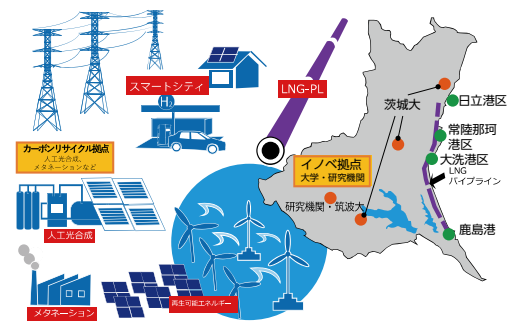 スマートシティ
H₂
LNG-PL
茨城大
日立港区
常陸那珂
港区
大洗港区
LNG
パイプライン
鹿島港
カーボンリサイクル拠点
人工光合成、
メタネーションなど
イノベ拠点
大学・研究機関
研究機関・筑波大
人工光合成
メタネーション
再生可能エネルギー